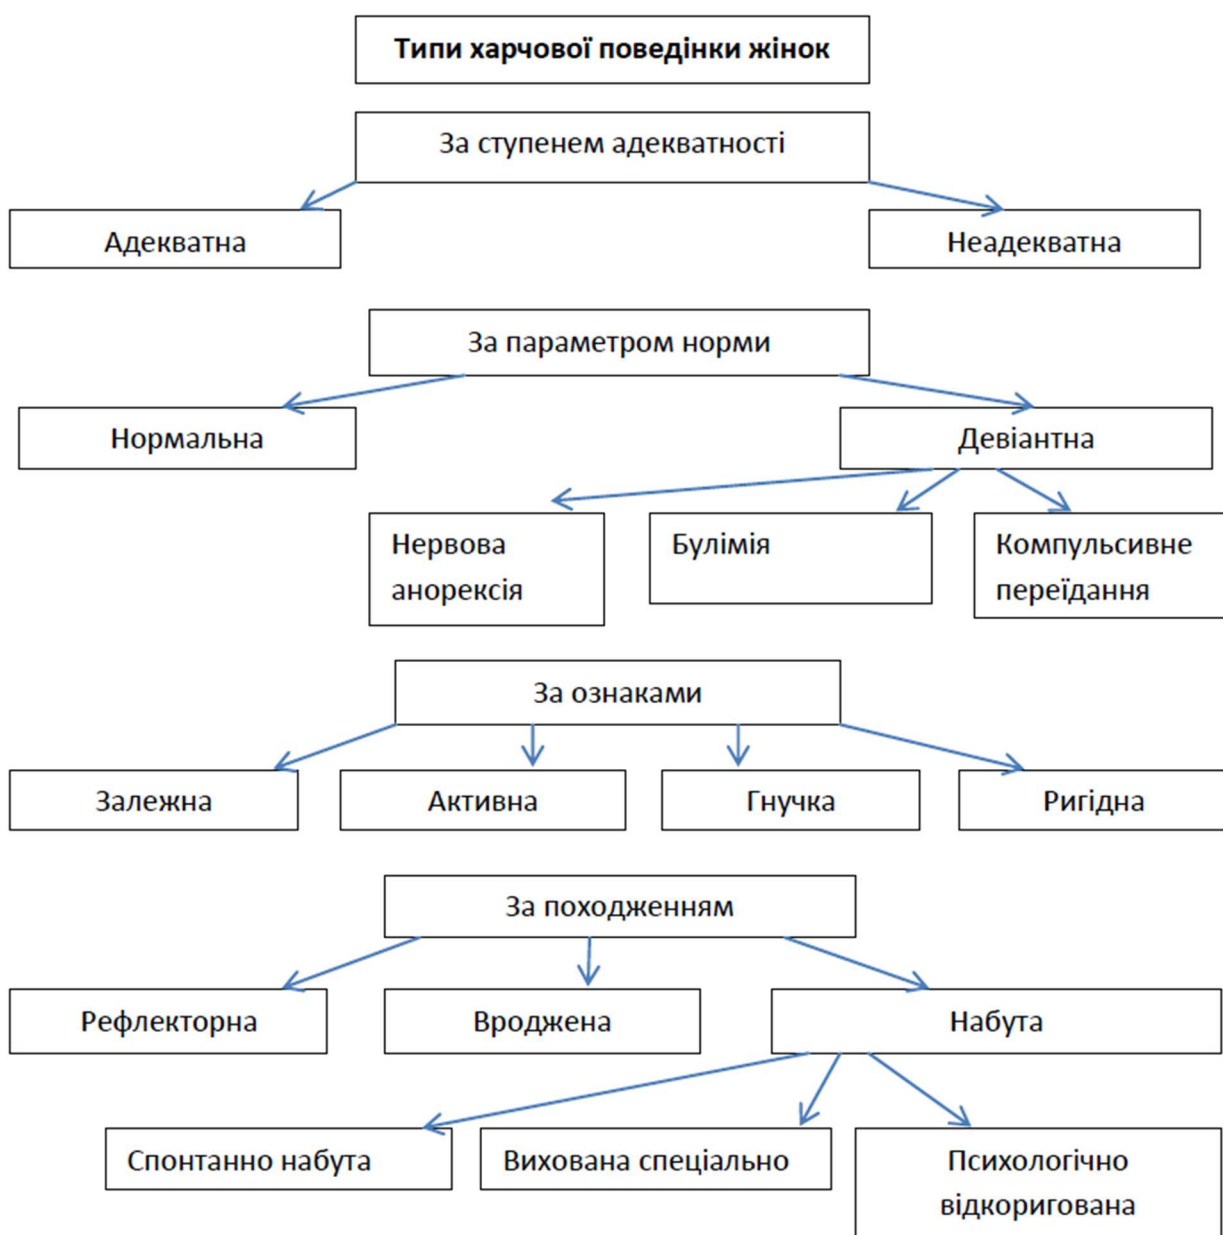 Типи харчової поведінки жінок
За ступенем адекватності
Адекватна
Неадекватна
За параметром норми
Нормальна
Девіантна
Нервова
анорексія
Булімія
Компульсивне
переїдання
За ознаками
Залежна
Активна
Гнучка
Ригідна
За походженням
Рефлекторна
Вроджена
Набута
Спонтанно набута
Вихована спеціально
Психологічно
відкоригована